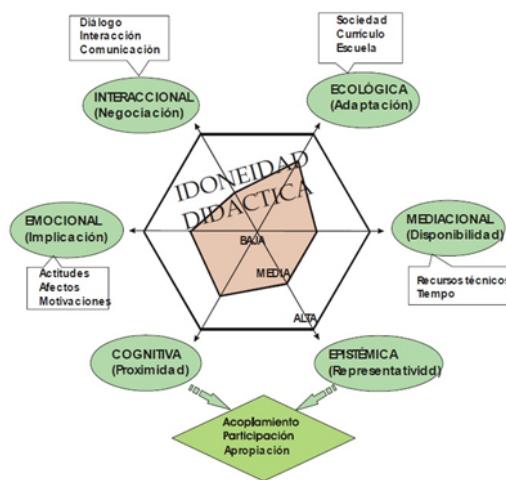 Diálogo
Interacción
Comunicación
Sociedad
Currículo
Escuela
INTERACCIONAL
(Negociación)
ECOLÓGICA
(Adaptación)
IDONEIDAD
DIDÁCTICA
EMOCIONAL
(Implicación)
BAJA
MEDIACIONAL
(Disponibilidad)
Actitudes
Afectos
Motivaciones
MEDIA
Recursos técnicos
Tiempo
ALTA
COGNITIVA
(Proximidad)
EPISTÉMICA
(Representatividd)
Acoplamiento
Participación
Apropiación